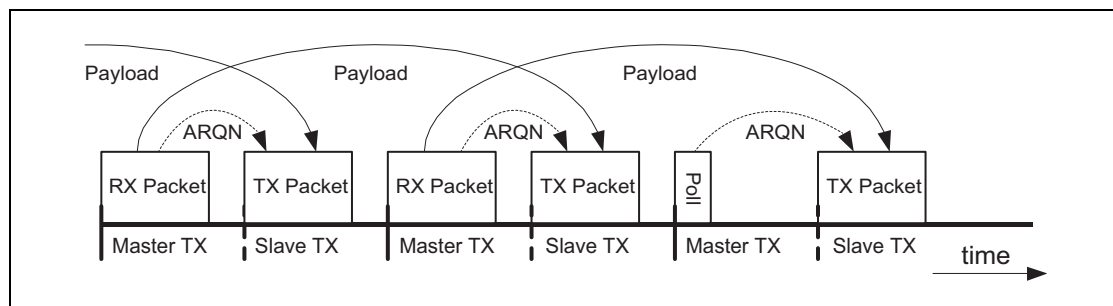 Payload Payload Payload
ARQN ARQN ARQN
RX Packet TX Packet RX Packet TX Packet Poll TX Packet
Master TX Slave TX Master TX Slave TX Master TX Slave TX
time